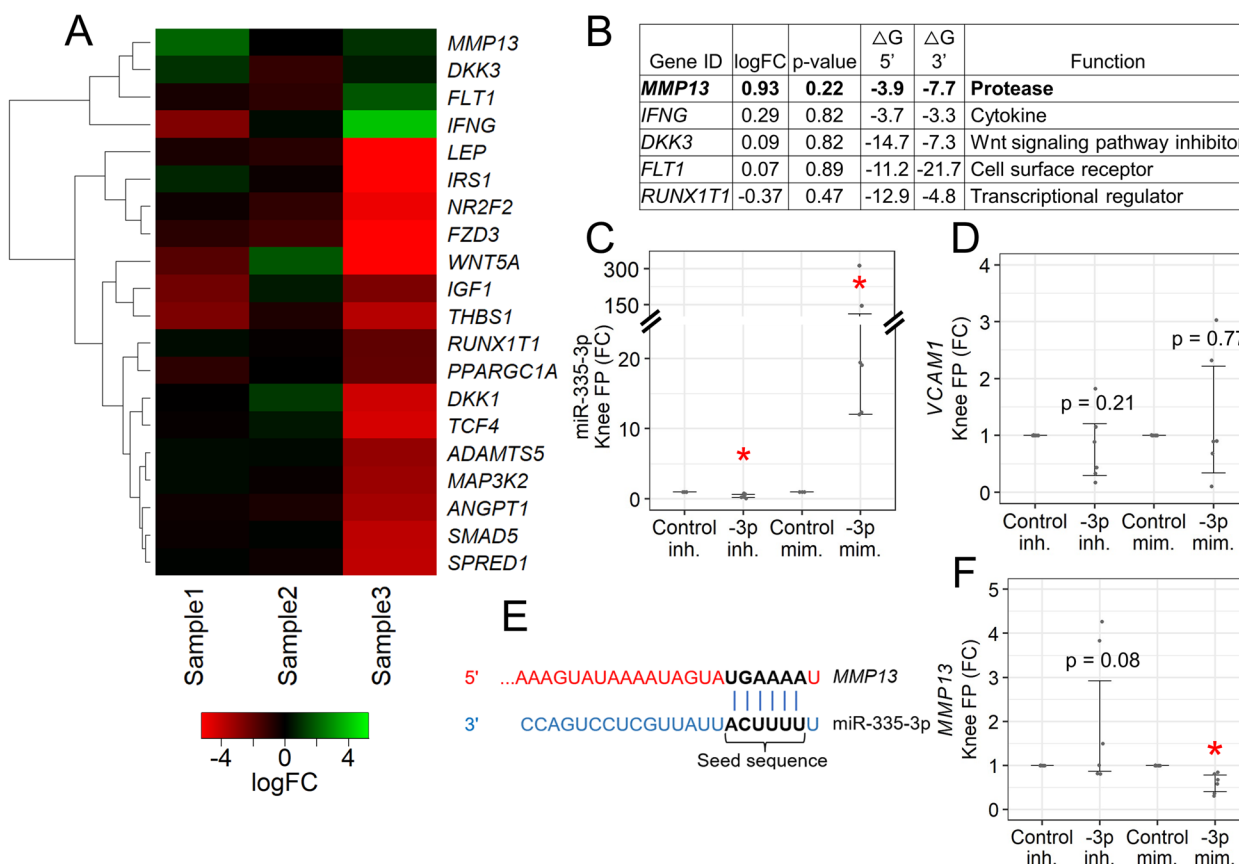 A
MMP13
DKK3
FLT1
IFNG
LEP
IRS1
NR2F2
FZD3
WNT5A
IGF1
THBS1
RUNX1T1
PPARGC1A
DKK1
TCF4
ADAMTS5
MAP3K2
ANGPT1
SMAD5
SPRED1
Sample1
Sample2
Sample3
-4 0 4
logFC
B
Gene ID logFC p-value △G 5' △G 3' Function
MMP13 0.93 0.22 -3.9 -7.7 Protease
IFNG 0.29 0.82 -3.7 -3.3 Cytokine
DKK3 0.09 0.82 -14.7 -7.3 Wnt signaling pathway inhibitor
FLT1 0.07 0.89 -11.2 -21.7 Cell surface receptor
RUNX1T1 -0.37 0.47 -12.9 -4.8 Transcriptional regulator
C
miR-335-3p
Knee FP (FC)
300
150
20
10
0
*
*
Control inh.
-3p inh.
Control mim.
-3p mim.
D
VCAM1
Knee FP (FC)
4
3
2
1
0
p = 0.21
p = 0.77
Control inh.
-3p inh.
Control mim.
-3p mim.
E
5' ...AAAGUAUAAAAUAGUAUGAAAAU MMP13
3' CCAGUCCUCGUUAUUACUUUUU miR-335-3p
Seed sequence
F
MMP13
Knee FP (FC)
5
4
3
2
1
0
p = 0.08
*
Control inh.
-3p inh.
Control mim.
-3p mim.